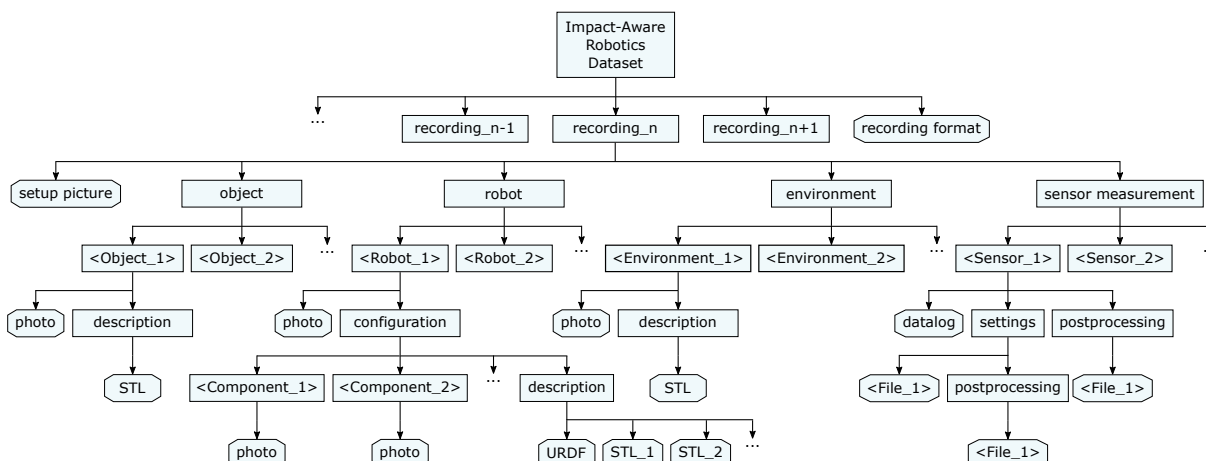 Impact-Aware
Robotics
Dataset
... recording_n-1 recording_n recording_n+1 recording format
setup picture object robot environment sensor measurement
<Object_1> <Object_2> ... <Robot_1> <Robot_2> ... <Environment_1> <Environment_2> ... <Sensor_1> <Sensor_2> ...
photo description photo configuration photo description datalog settings postprocessing
STL <Component_1> <Component_2> ... description STL <File_1> postprocessing <File_1>
photo photo URDF STL_1 STL_2 ... <File_1>